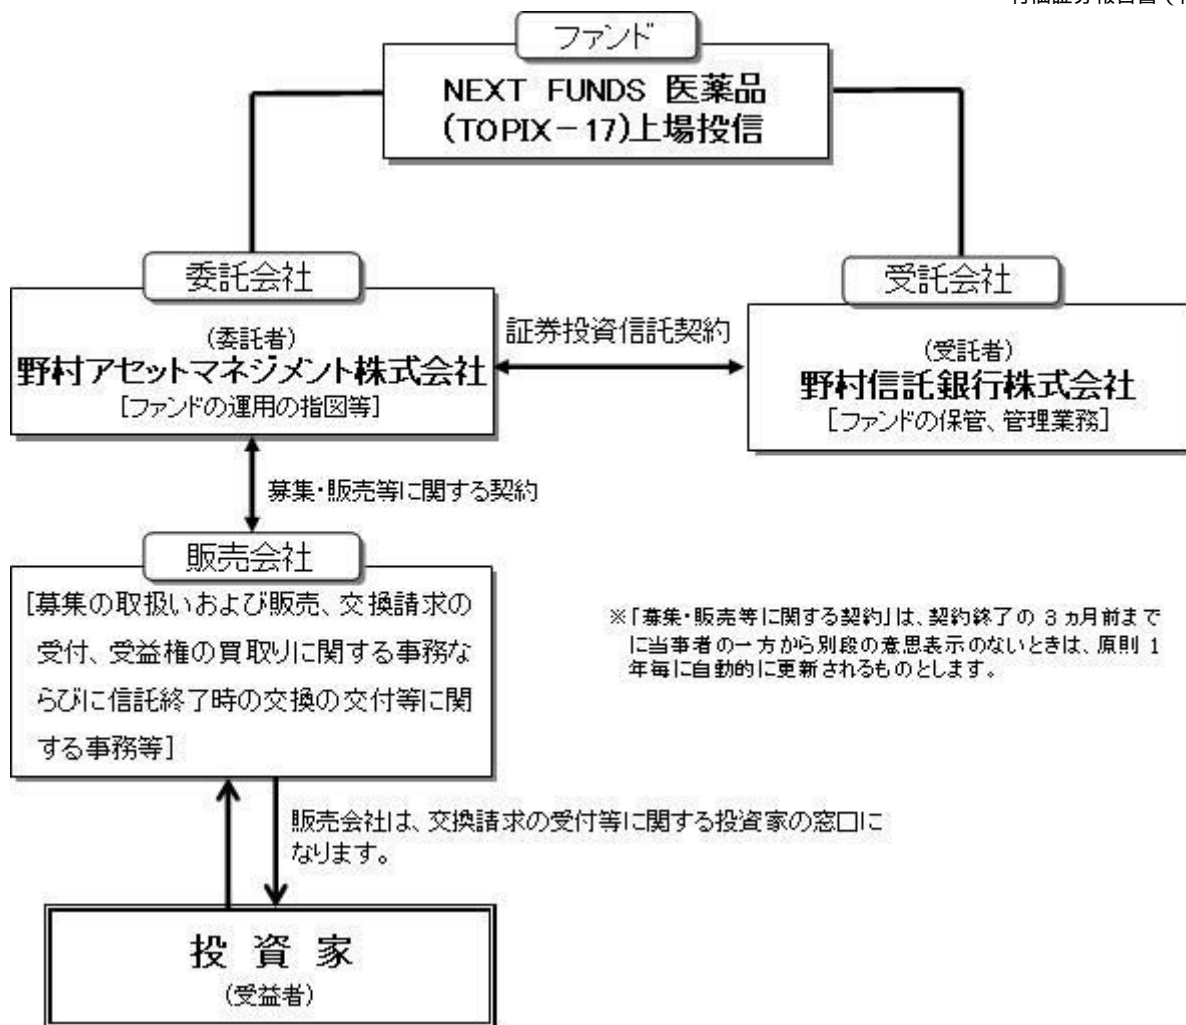 ファンド
NEXT FUNDS 医薬品
(TOPIX－17)上場投信
委託会社
(委託者)
野村アセットマネジメント株式会社
[ファンドの運用の指図等]
証券投資信託契約
受託会社
(受託者)
野村信託銀行株式会社
[ファンドの保管、管理業務]
募集・販売等に関する契約
販売会社
[募集の取扱いおよび販売、交換請求の
受付、受益権の買取りに関する事務な
らびに信託終了時の交換の交付等に関
する事務等]
※「募集・販売等に関する契約」は、契約終了の 3 ヵ月前まで
に当事者の一方から別段の意思表示のないときは、原則 1
年毎に自動的に更新されるものとします。
販売会社は、交換請求の受付等に関する投資家の窓口に
なります。
投 資 家
(受益者)